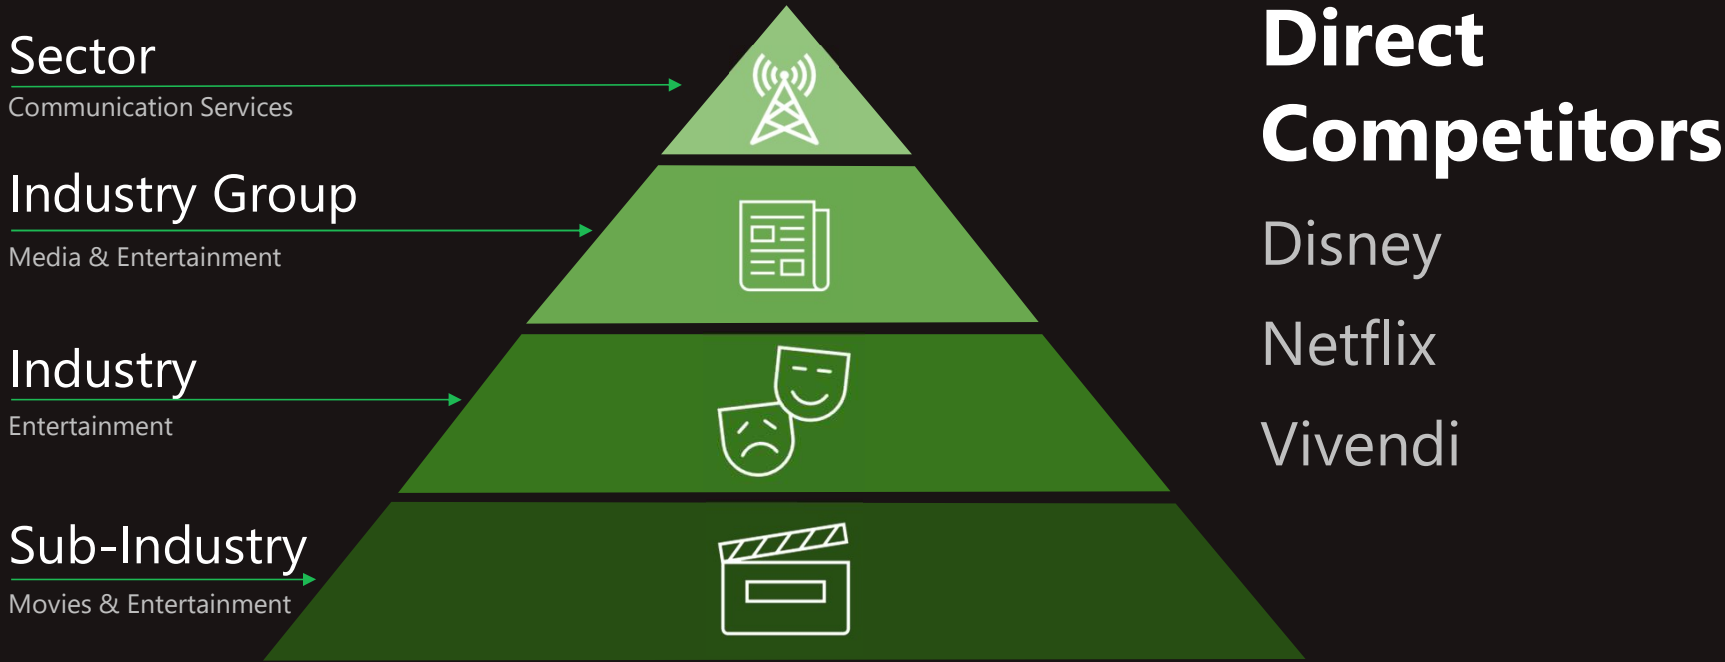 Sector
Communication Services
Industry Group
Media & Entertainment
Industry
Entertainment
Sub-Industry
Movies & Entertainment
Direct
Competitors
Disney
Netflix
Vivendi